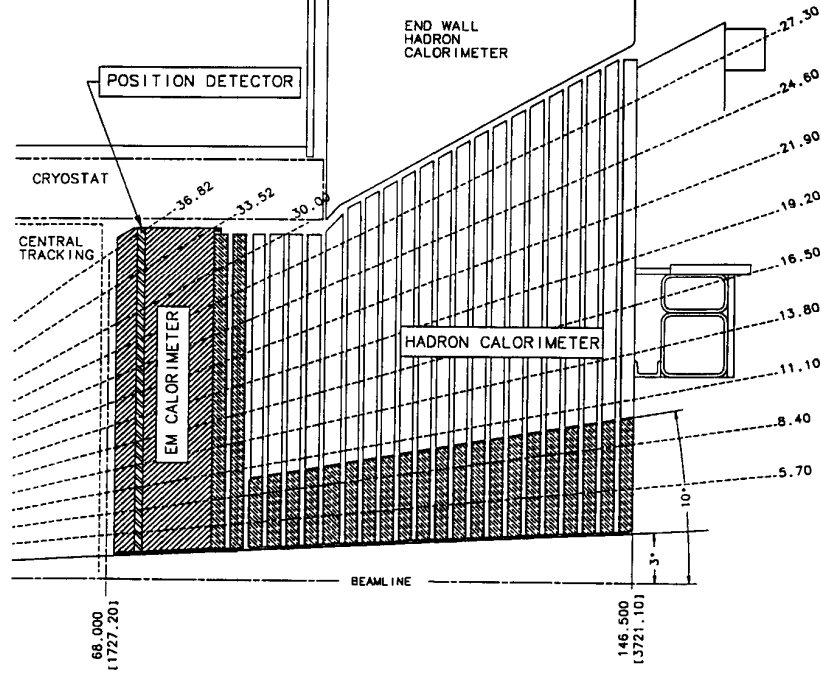 END WALL
HADRON
CALORIMETER
27.30
POSITION DETECTOR
24.60
21.90
CRYOSTAT
36.82
33.52
30.00
19.20
CENTRAL
TRACKING
16.50
EM CALORIMETER
HADRON CALORIMETER
13.80
11.10
8.40
5.70
10°
3°
BEAMLINE
68.000
[1727.20]
146.500
[3721.10]